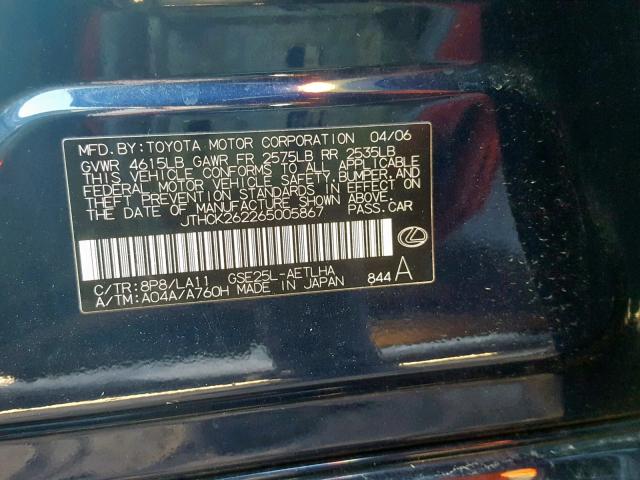 MFD.BY:TOYOTA MOTOR CORPORATION 04/06
GVWR 4615LB GAWR FR 2575LB RR 2535LB
THIS VEHICLE CONFORMS TO ALL APPLICABLE
FEDERAL MOTOR VEHICLE SAFETY,BUMPER,AND
THEFT PREVENTION STANDARDS IN EFFECT ON
THE DATE OF MANUFACTURE SHOWN ABOVE.
JTHCK262265005867 PASS.CAR
C/TR:8P8/LA11 GSE25L-AETLHA
A/TM:A04A/A760H MADE IN JAPAN 844 A